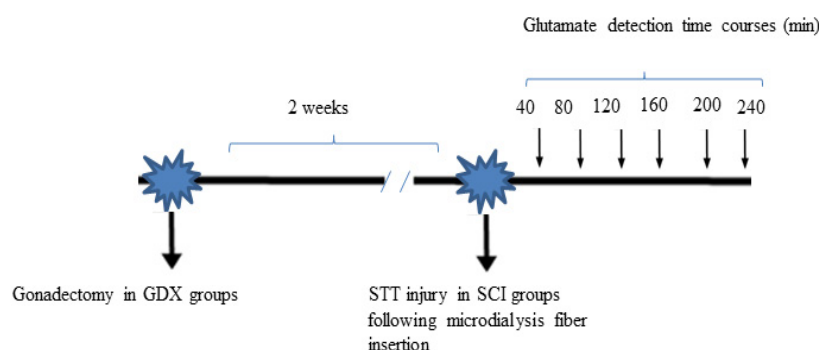 Glutamate detection time courses (min)
2 weeks
40 80 120 160 200 240
Gonadectomy in GDX groups
STT injury in SCI groups
following microdialysis fiber
insertion